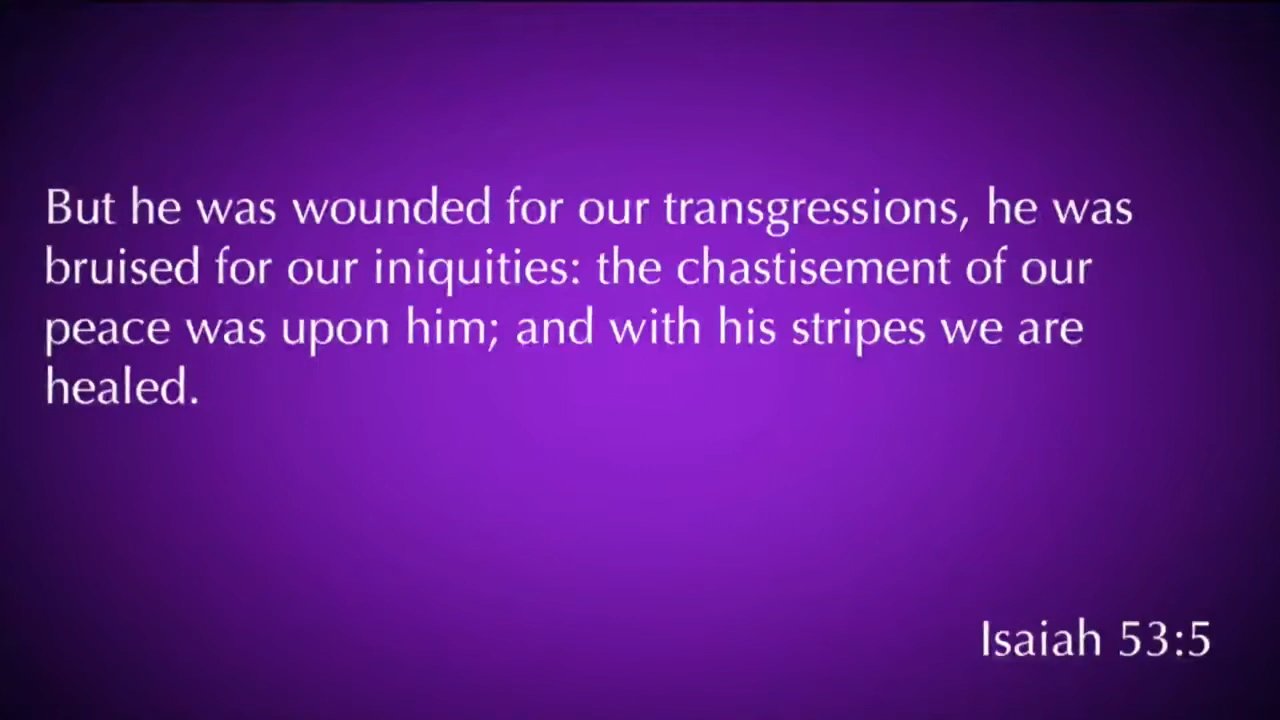 But he was wounded for our transgressions, he was
bruised for our iniquities: the chastisement of our
peace was upon him; and with his stripes we are
healed.
Isaiah 53:5